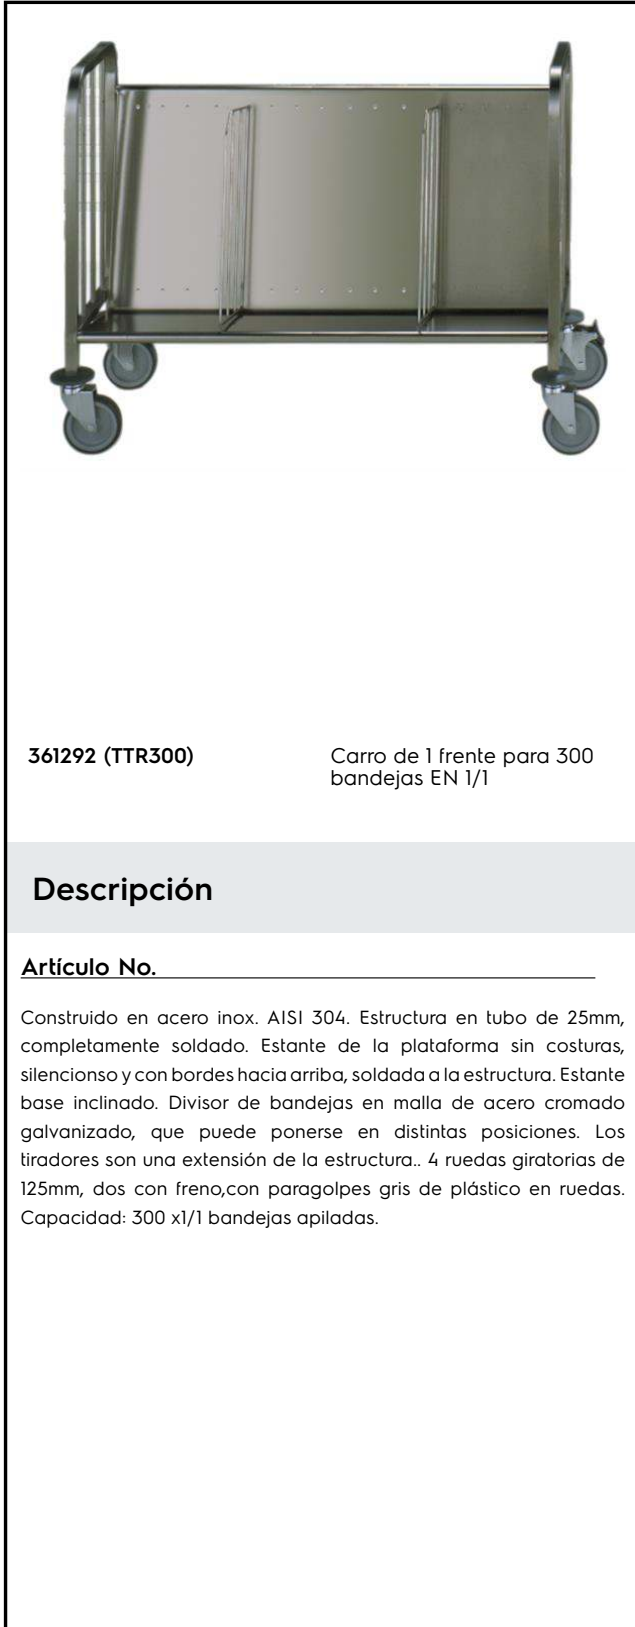 361292 (TTR300)
Carro de 1 frente para 300
bandejas EN 1/1
Descripción
Artículo No.
Construido en acero inox. AISI 304. Estructura en tubo de 25mm,
completamente soldado. Estante de la plataforma sin costuras,
silencionso y con bordes hacia arriba, soldada a la estructura. Estante
base inclinado. Divisor de bandejas en malla de acero cromado
galvanizado, que puede ponerse en distintas posiciones. Los
tiradores son una extensión de la estructura.. 4 ruedas giratorias de
125mm, dos con freno,con paragolpes gris de plástico en ruedas.
Capacidad: 300 x1/1 bandejas apiladas.